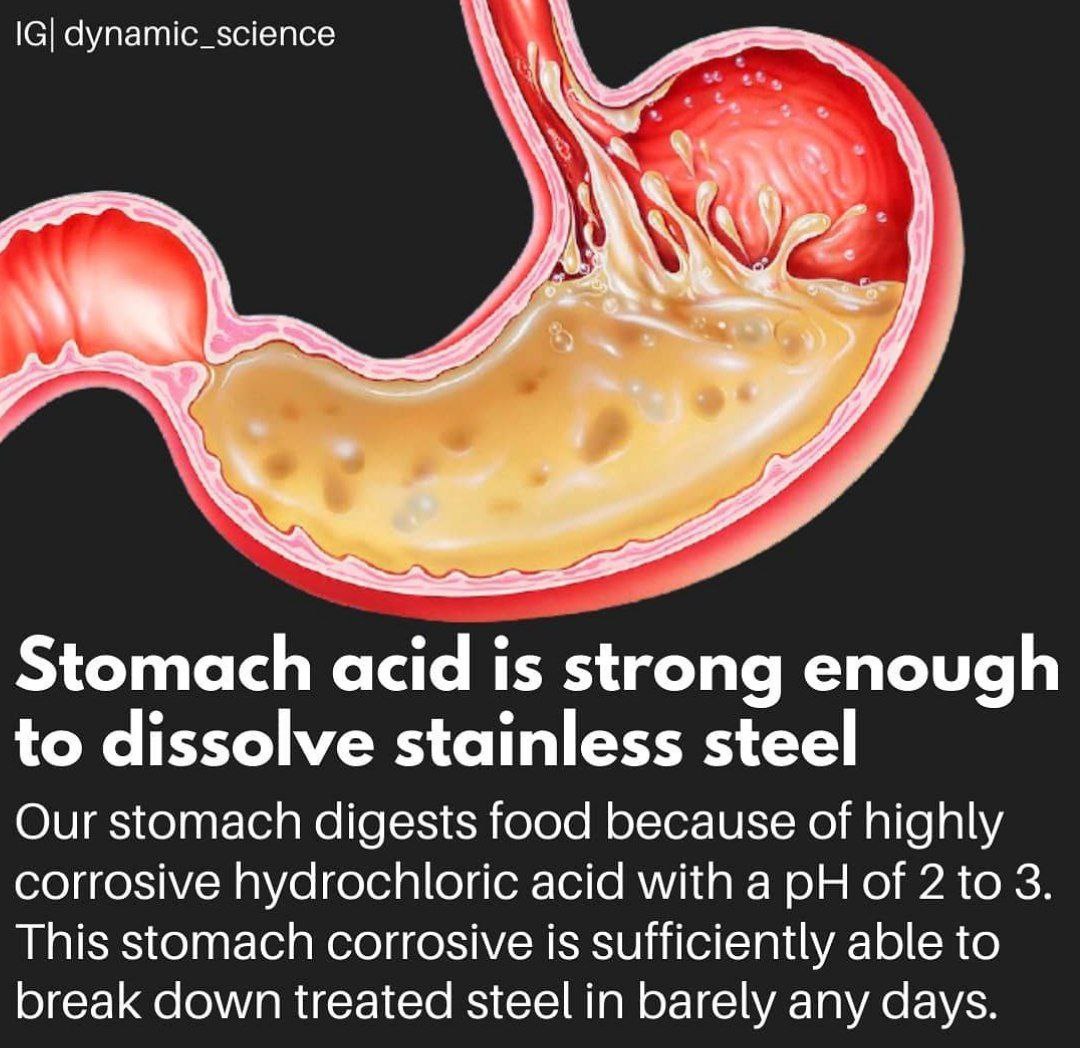 IG| dynamic_science
Stomach acid is strong enough
to dissolve stainless steel
Our stomach digests food because of highly
corrosive hydrochloric acid with a pH of 2 to 3.
This stomach corrosive is sufficiently able to
break down treated steel in barely any days.